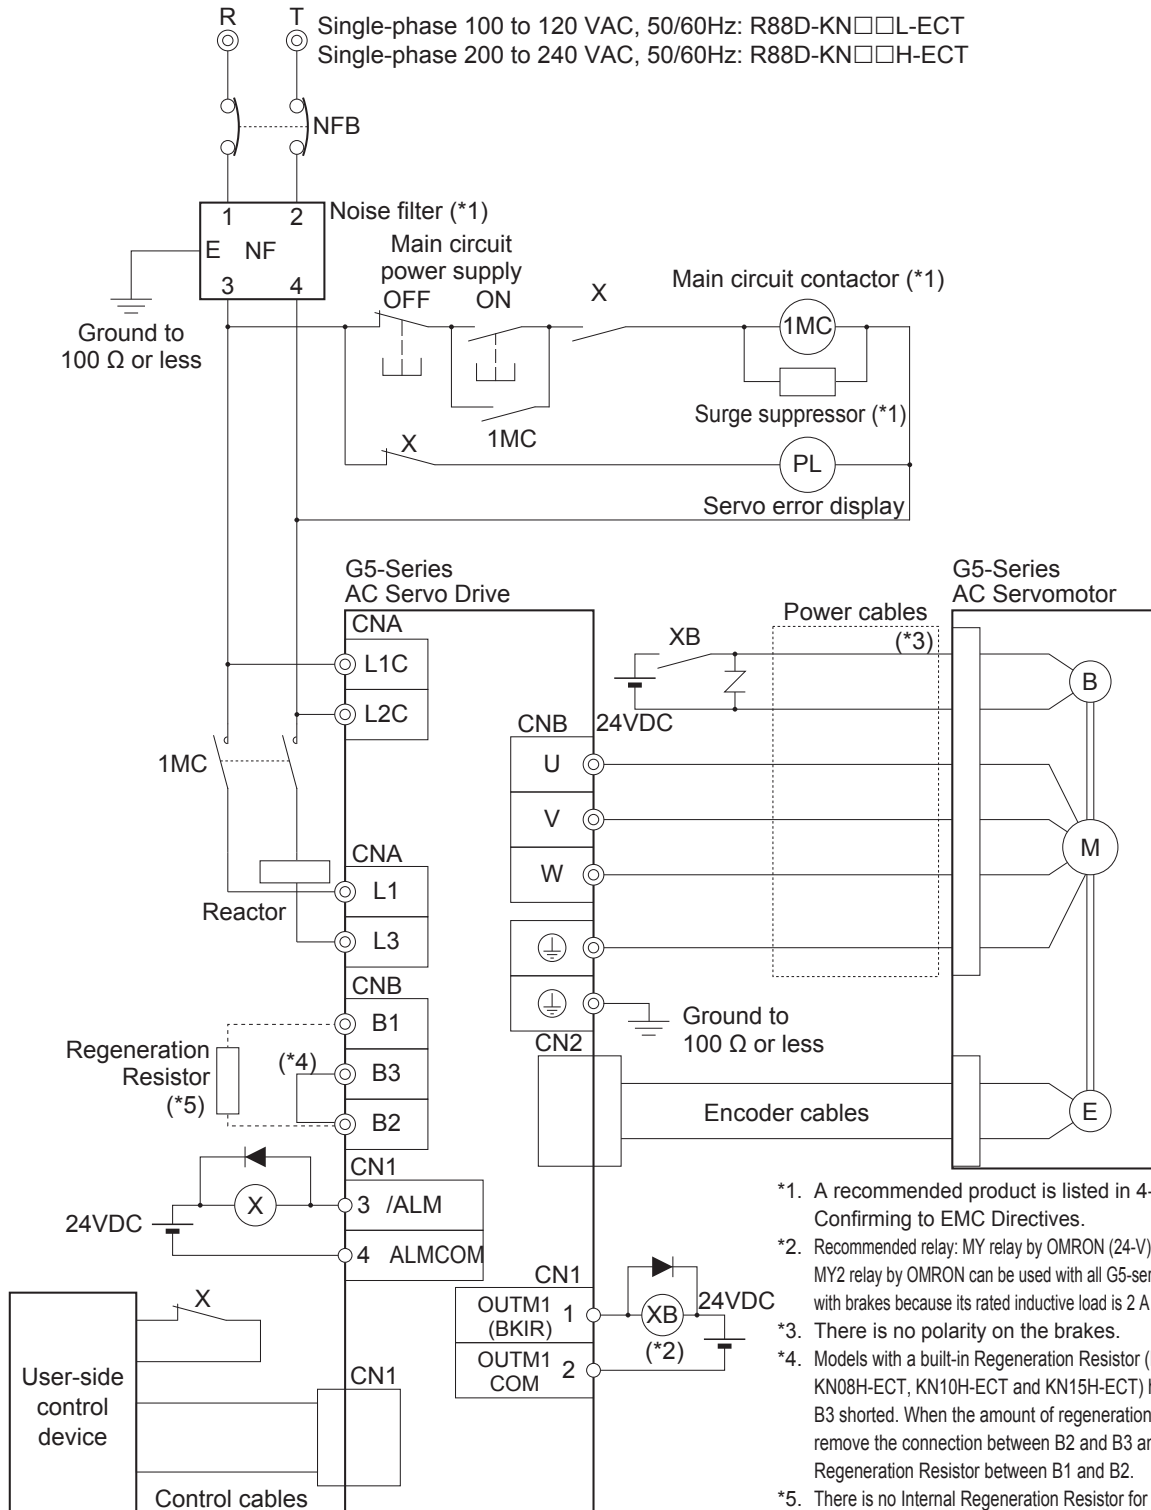 R T
Single-phase 100 to 120 VAC, 50/60Hz: R88D-KN□□L-ECT
Single-phase 200 to 240 VAC, 50/60Hz: R88D-KN□□H-ECT
NFB
1 2
Noise filter (*1)
E NF
3 4
Ground to
100 Ω or less
Main circuit
power supply
OFF ON X
Main circuit contactor (*1)
1MC
Surge suppressor (*1)
1MC
X
PL
Servo error display
G5-Series
AC Servo Drive
G5-Series
AC Servomotor
CNA
L1C
L2C
XB
Power cables
(*3)
B
24VDC
CNB
U
V
W
M
1MC
CNA
L1
L3
Reactor
CNB
B1
B3
B2
Regeneration
Resistor
(*5)
(*4)
Ground to
100 Ω or less
CN2
Encoder cables
E
CN1
3 /ALM
4 ALMCOM
X
24VDC
CN1
OUTM1
(BKIR) 1
OUTM1
COM 2
XB
(*2)
24VDC
X
User-side
control
device
CN1
Control cables
*1. A recommended product is listed in 4-
Confirming to EMC Directives.
*2. Recommended relay: MY relay by OMRON (24-V)
MY2 relay by OMRON can be used with all G5-ser
with brakes because its rated inductive load is 2 A
*3. There is no polarity on the brakes.
*4. Models with a built-in Regeneration Resistor (
KN08H-ECT, KN10H-ECT and KN15H-ECT) h
B3 shorted. When the amount of regeneration
remove the connection between B2 and B3 an
Regeneration Resistor between B1 and B2.
*5. There is no Internal Regeneration Resistor for